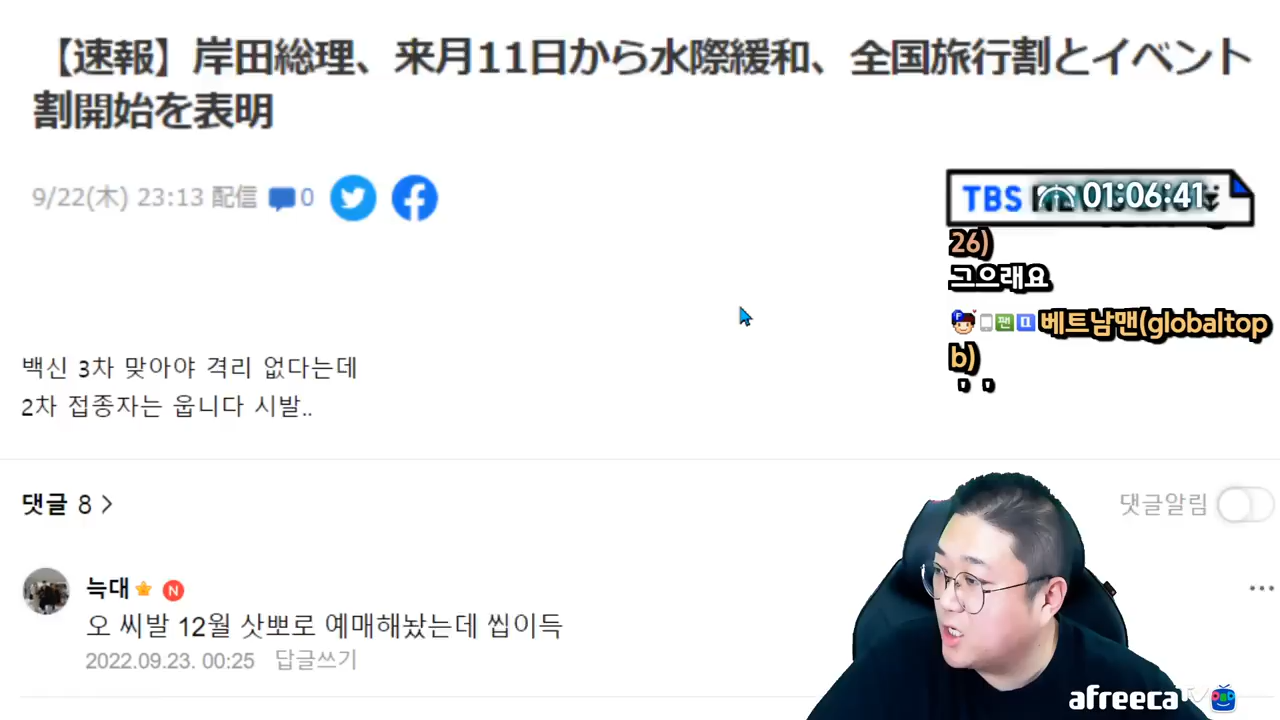 【速報】岸田総理、来月11日から水際緩和、全国旅行割とイベント
割開始を表明
9/22(木) 23:13 配信 0
TBS
01:06:41
26)
그으래요
베트남맨(globaltop
b)
백신 3차 맞아야 격리 없다는데
2차 접종자는 웁니다 시발..
댓글 8 >
댓글알림
늑대 N
오 씨발 12월 삿뽀로 예매해놨는데 씹이득
2022.09.23. 00:25 답글쓰기
afreecaTV